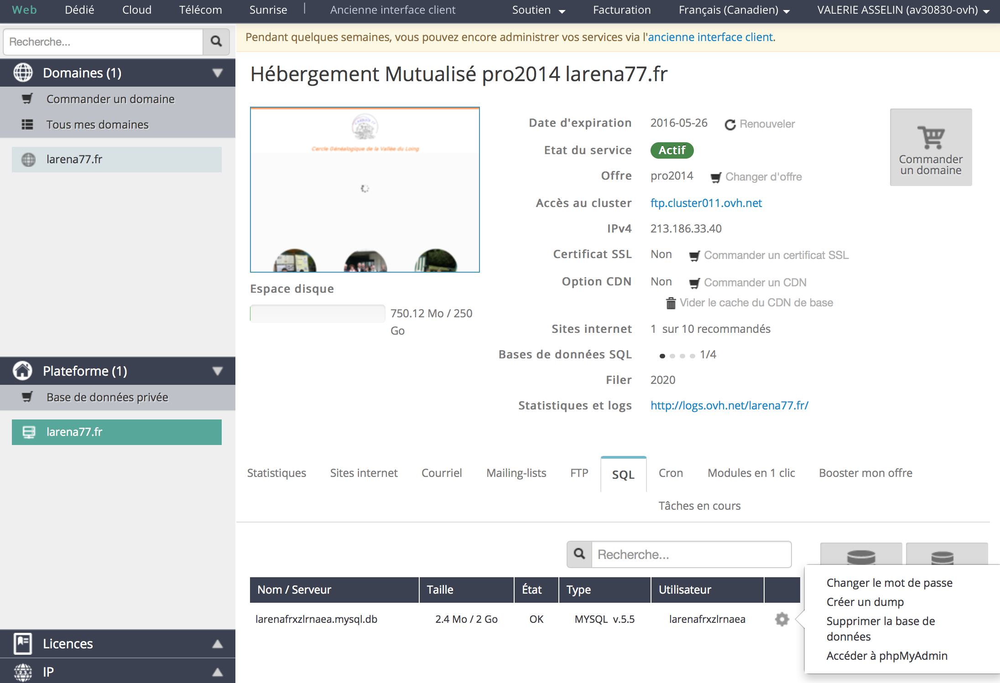 Web Dédié Cloud Télécom Sunrise | Ancienne interface client Soutien Facturation Français (Canadien) VALERIE ASSELIN (av30830-ovh)
Recherche...
Pendant quelques semaines, vous pouvez encore administrer vos services via l'ancienne interface client.
Domaines (1)
Commander un domaine
Tous mes domaines
larena77.fr
Plateforme (1)
Base de données privée
larena77.fr
Licences
IP
Hébergement Mutualisé pro2014 larena77.fr
Cercle Généalogique de la Vallée du Loing
Espace disque
750.12 Mo / 250
Go
Date d'expiration 2016-05-26 Renouveler
Etat du service Actif
Offre pro2014 Changer d'offre
Accès au cluster ftp.cluster011.ovh.net
IPv4 213.186.33.40
Certificat SSL Non Commander un certificat SSL
Option CDN Non Commander un CDN
Vider le cache du CDN de base
Sites internet 1 sur 10 recommandés
Bases de données SQL 1/4
Filer 2020
Statistiques et logs http://logs.ovh.net/larena77.fr/
Commander
un domaine
Statistiques Sites internet Courriel Mailing-lists FTP SQL Cron Modules en 1 clic Booster mon offre
Tâches en cours
Recherche...
Nom / Serveur Taille État Type Utilisateur
larenafrxzlrnaea.mysql.db 2.4 Mo / 2 Go OK MYSQL v.5.5 larenafrxzlrnaea
Changer le mot de passe
Créer un dump
Supprimer la base de
données
Accéder à phpMyAdmin